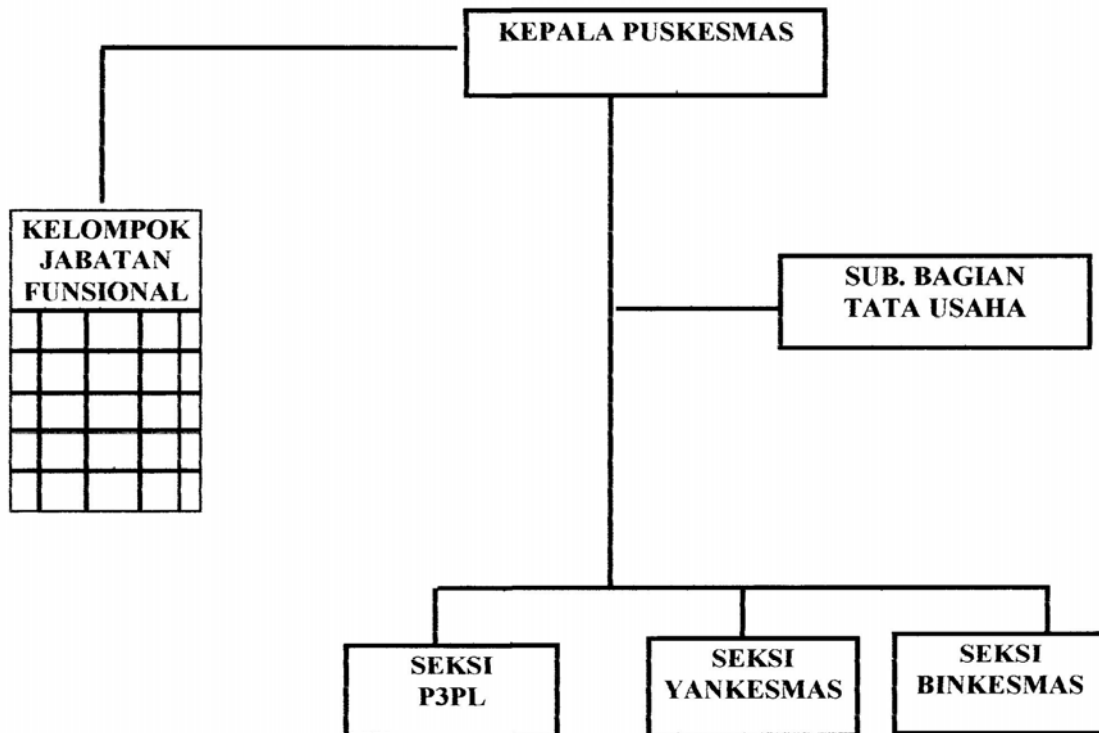 KEPALA PUSKESMAS
KELOMPOK
JABATAN
FUNSIONAL
SUB. BAGIAN
TATA USAHA
SEKSI
P3PL
SEKSI
YANKESMAS
SEKSI
BINKESMAS